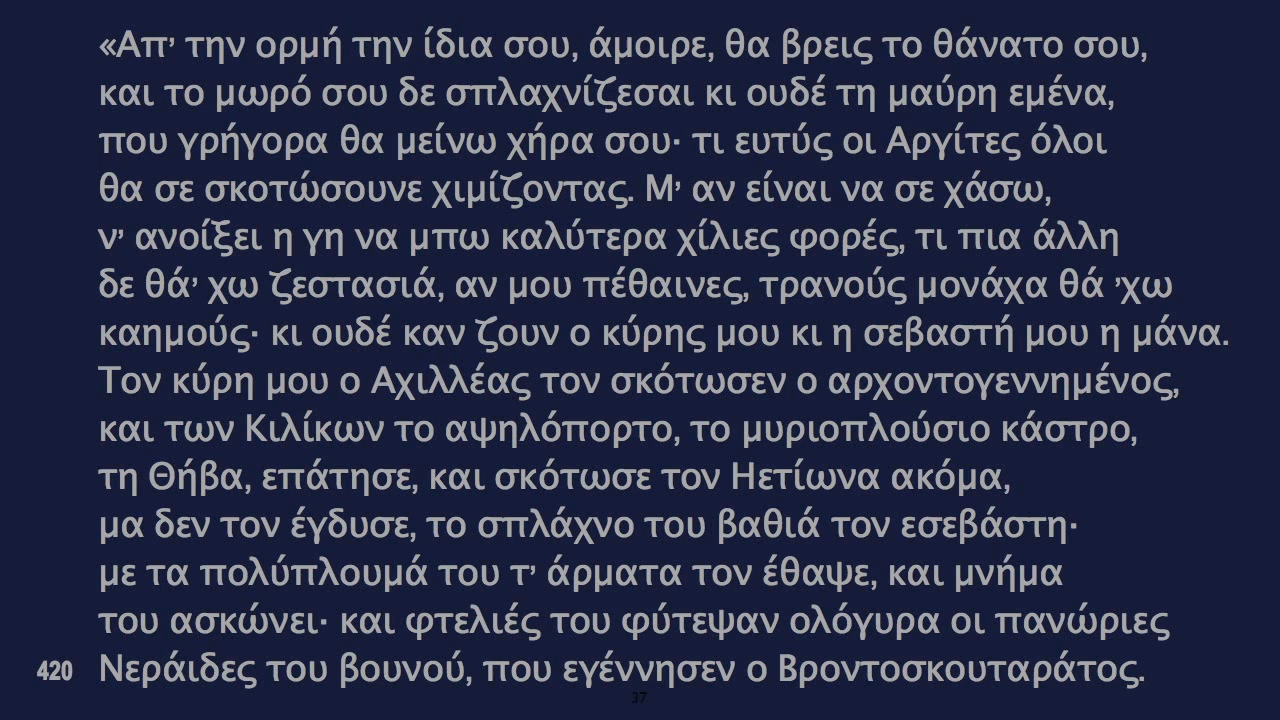 «Απ’ την ορμή την ίδια σου, άμοιρε, θα βρεις το θάνατο σου,
και το μωρό σου δε σπλαχνίζεσαι κι ουδέ τη μαύρη εμένα,
που γρήγορα θα μείνω χήρα σου· τι ευτύς οι Αργίτες όλοι
θα σε σκοτώσουνε χιμίζοντας. Μ’ αν είναι να σε χάσω,
ν’ ανοίξει η γη να μπω καλύτερα χίλιες φορές, τι πια άλλη
δε θά’ χω ζεστασιά, αν μου πέθαινες, τρανούς μονάχα θά ’χω
καημούς· κι ουδέ καν ζουν ο κύρης μου κι η σεβαστή μου η μάνα.
Τον κύρη μου ο Αχιλλέας τον σκότωσεν ο αρχοντογεννημένος,
και των Κιλίκων το αψηλόπορτο, το μυριοπλούσιο κάστρο,
τη Θήβα, επάτησε, και σκότωσε τον Ηετίωνα ακόμα,
μα δεν τον έγδυσε, το σπλάχνο του βαθιά τον εσεβάστη·
με τα πολύπλουμά του τ’ άρματα τον έθαψε, και μνήμα
του ασκώνει· και φτελιές του φύτεψαν ολόγυρα οι πανώριες
420 Νεράιδες του βουνού, που εγέννησεν ο Βροντοσκουταράτος.
37